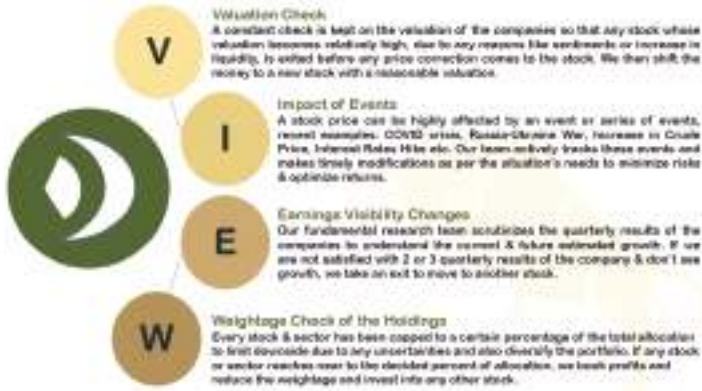 V
Valuation Check
A constant check is kept on the valuation of the companies so that any stock whose
valuation becomes relatively high, due to any reasons like sentiments or increase in
liquidity, is exited before any price correction comes to the stock. We then shift the
money to a new stock with a reasonable valuation.
I
Impact of Events
A stock price can be highly affected by an event or series of events,
recent examples: COVID crisis, Russia-Ukraine War, Increase in Crude
Price, Interest Rates Hike etc. Our team actively tracks these events and
makes timely modifications as per the situation's needs to minimize risks
& optimize returns.
E
Earnings Visibility Changes
Our fundamental research team scrutinizes the quarterly results of the
companies to understand the current & future estimated growth. If we
are not satisfied with 2 or 3 quarterly results of the company & don't see
growth, we take an exit to move to another stock.
W
Weightage Check of the Holdings
Every stock & sector has been capped to a certain percentage of the total allocation
to limit downside due to any uncertainties and also diversify the portfolio. If any stock
or sector reaches near to the decided percent of allocation, we book profits and
reduce the weightage and invest into any other stock.